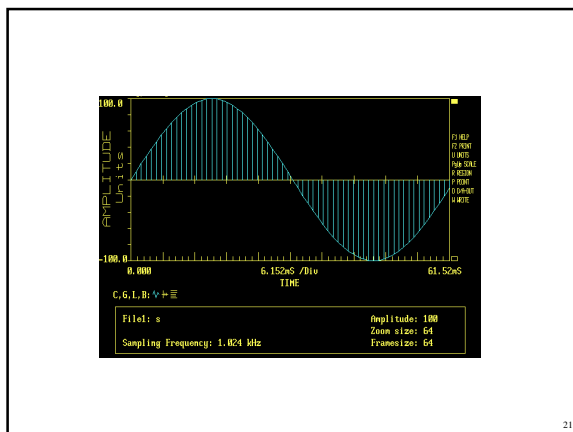 100.0
AMPLITUDE
Units
-100.0
0.000
6.152mS /Div
61.52mS
TIME
F1 HELP
F2 PRINT
U UNITS
PgUp SCALE
R REGION
P POINT
D D/A-OUT
W WRITE
C,G,L,B:
File1: s
Amplitude: 100
Zoom size: 64
Sampling Frequency: 1.024 kHz
Framesize: 64
21